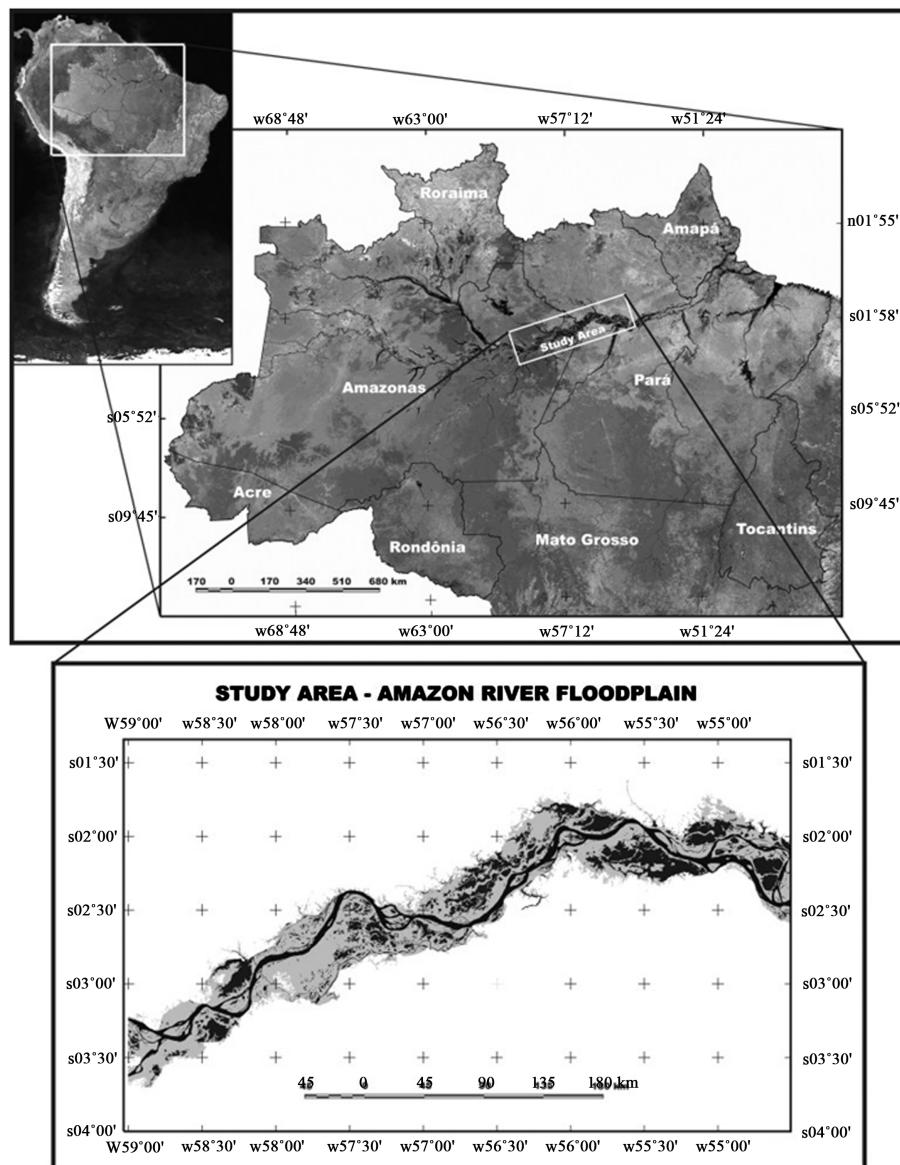 w68°48' w63°00' w57°12' w51°24'
Roraima
Amapá
n01°55'
s01°58'
Study Area
Amazonas
Pará
s05°52'
s05°52'
Acre
s09°45'
s09°45'
Rondônia
Mato Grosso
Tocantins
170 0 170 340 510 680 km
w68°48' w63°00' w57°12' w51°24'
STUDY AREA - AMAZON RIVER FLOODPLAIN
W59°00' w58°30' w58°00' w57°30' w57°00' w56°30' w56°00' w55°30' w55°00'
s01°30' s01°30'
s02°00' s02°00'
s02°30' s02°30'
s03°00' s03°00'
s03°30' s03°30'
45 0 45 90 135 180 km
s04°00' s04°00'
W59°00' w58°30' w58°00' w57°30' w57°00' w56°30' w56°00' w55°30' w55°00'